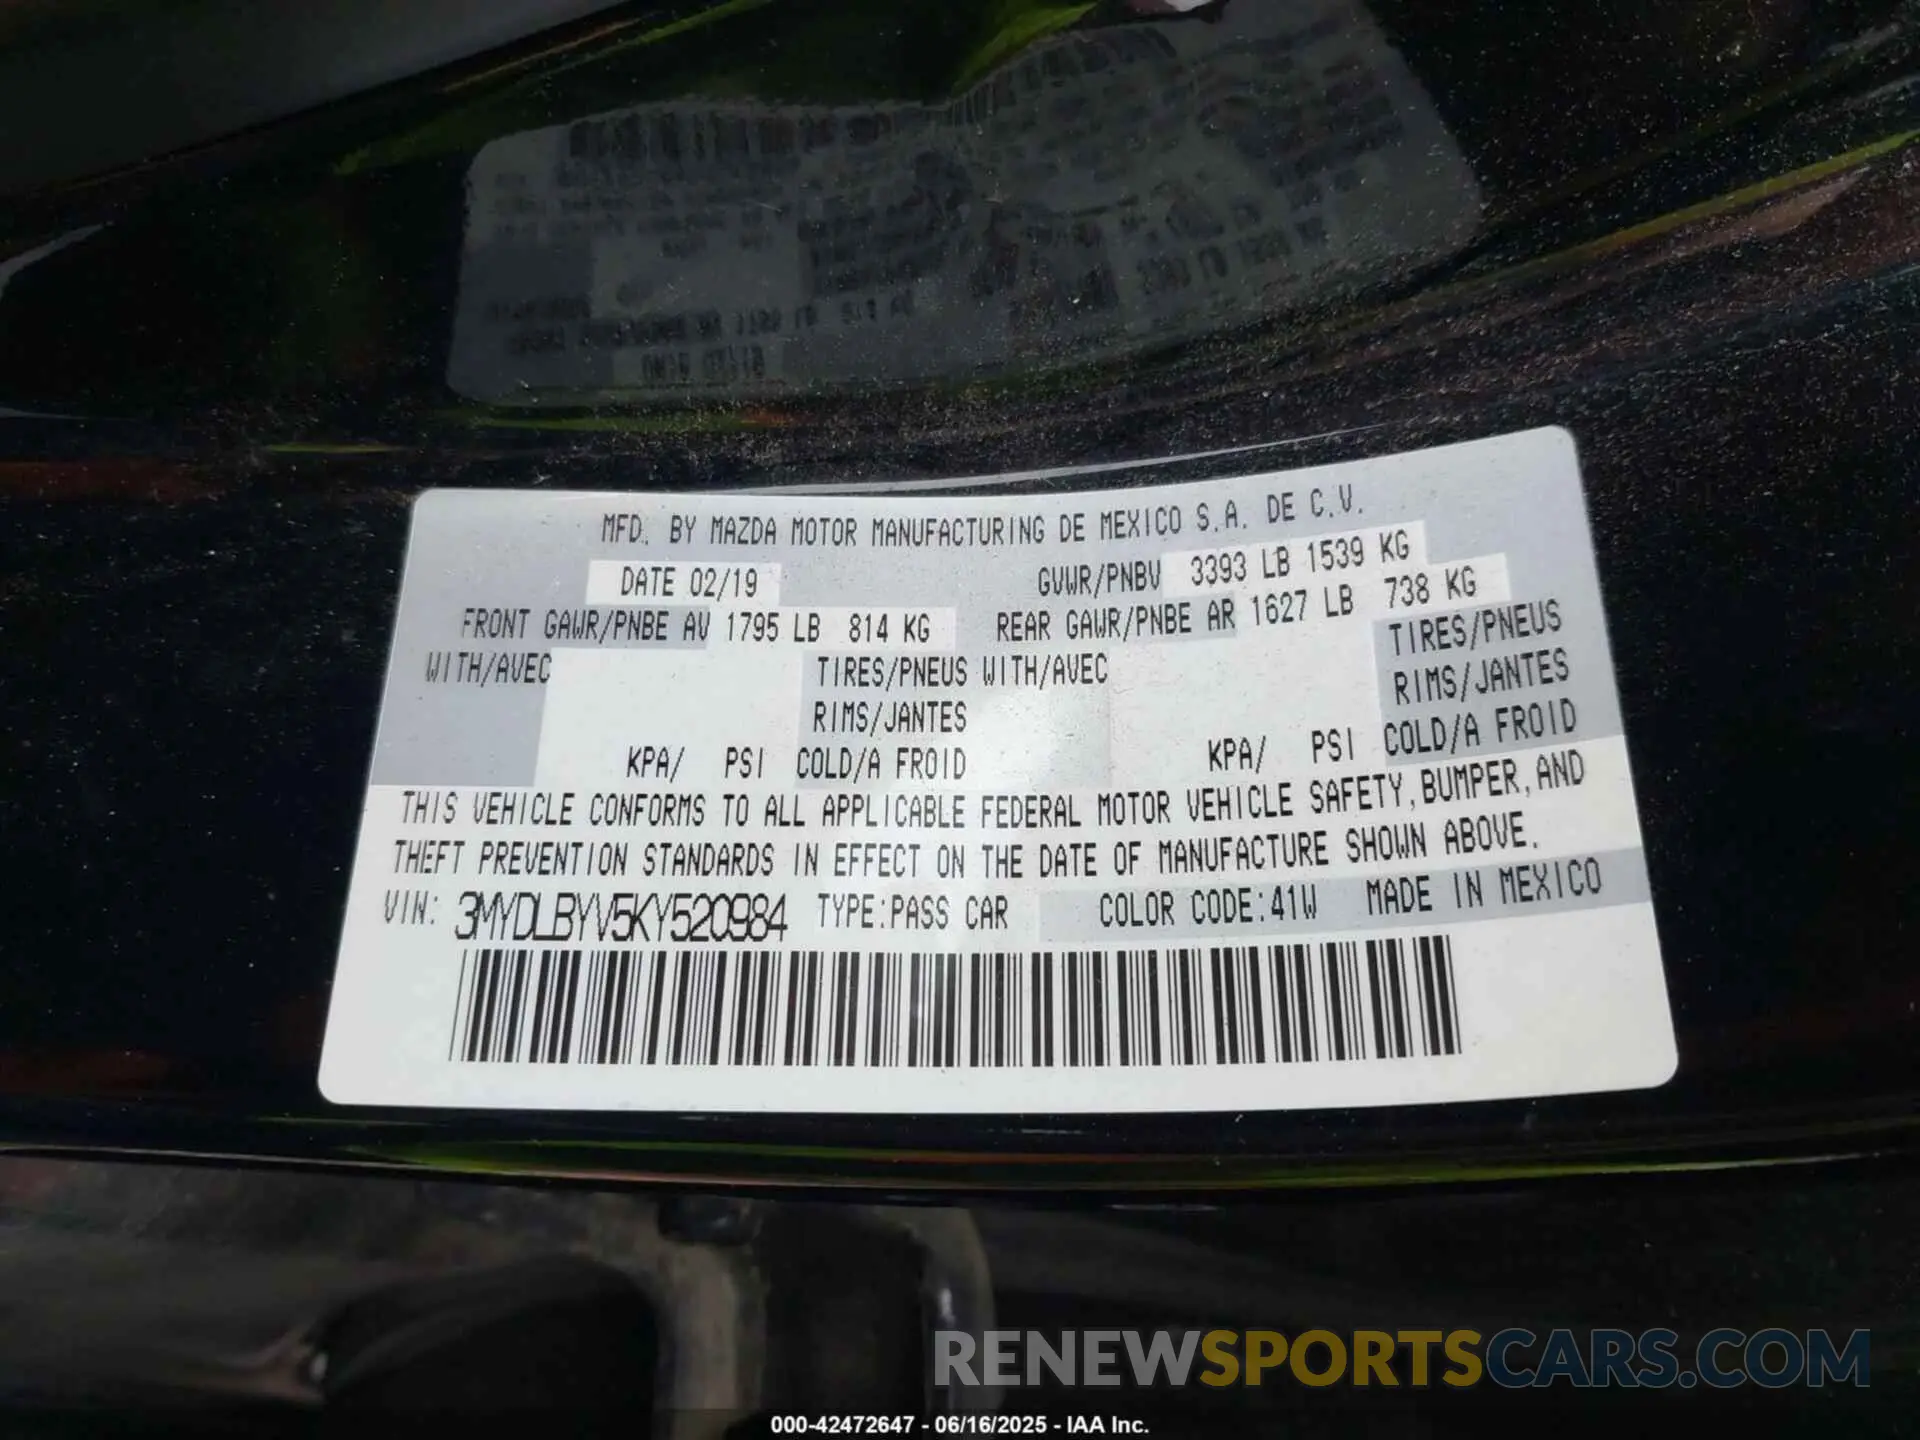 MFD. BY MAZDA MOTOR MANUFACTURING DE MEXICO S.A. DE C.V.
DATE 02/19 GVWR/PNBV 3393 LB 1539 KG
FRONT GAWR/PNBE AV 1795 LB 814 KG REAR GAWR/PNBE AR 1627 LB 738 KG
WITH/AVEC TIRES/PNEUS WITH/AVEC TIRES/PNEUS
RIMS/JANTES RIMS/JANTES
KPA/ PSI COLD/A FROID KPA/ PSI COLD/A FROID
THIS VEHICLE CONFORMS TO ALL APPLICABLE FEDERAL MOTOR VEHICLE SAFETY, BUMPER, AND
THEFT PREVENTION STANDARDS IN EFFECT ON THE DATE OF MANUFACTURE SHOWN ABOVE.
VIN: 3MYDLBYV5KY520984 TYPE:PASS CAR COLOR CODE:41W MADE IN MEXICO
RENEWSPORTSCARS.COM
000-42472647 - 06/16/2025 - IAA Inc.